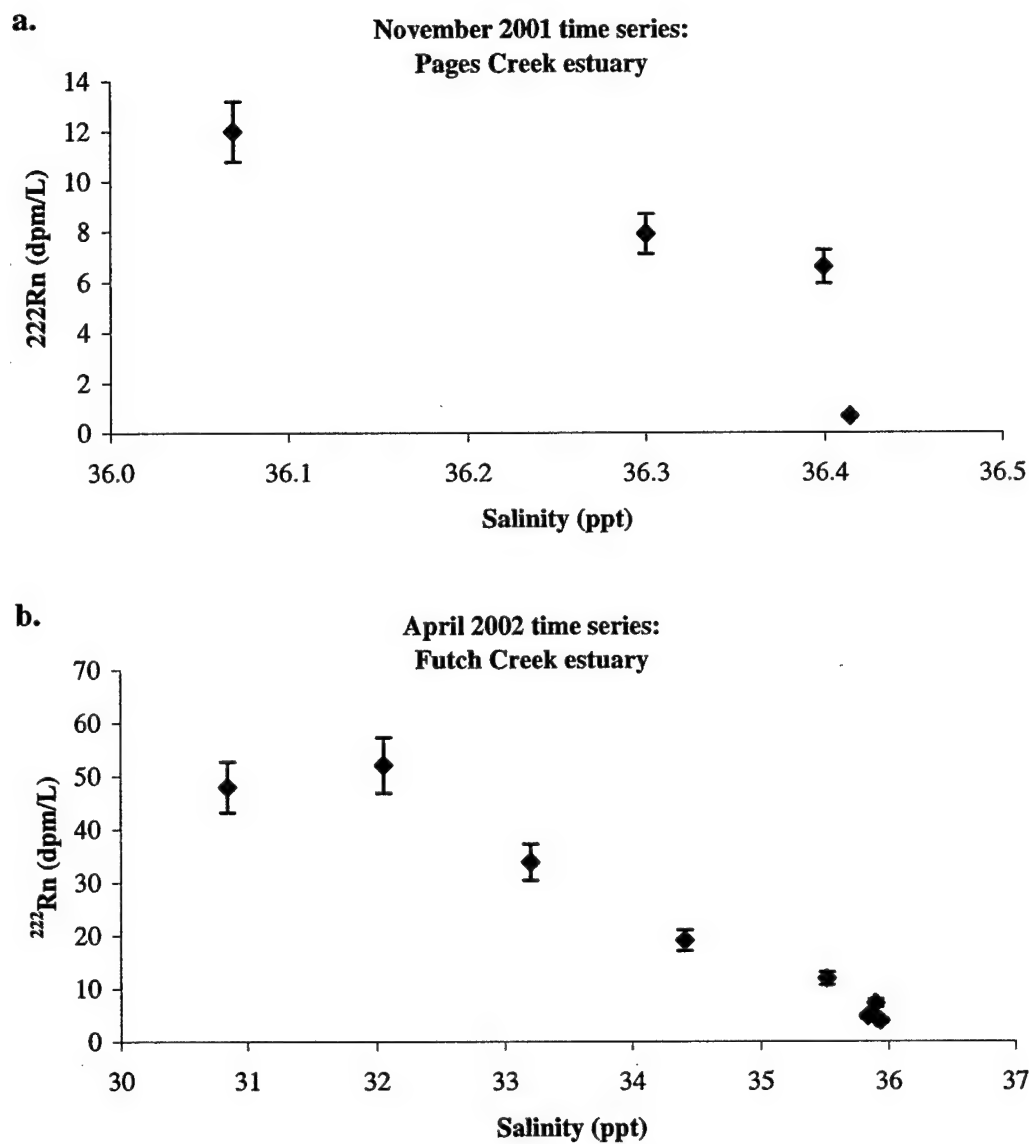 a.
November 2001 time series:
Pages Creek estuary
14
12
10
8
6
4
2
0
222Rn (dpm/L)
36.0 36.1 36.2 36.3 36.4 36.5
Salinity (ppt)
b.
April 2002 time series:
Futch Creek estuary
70
60
50
40
30
20
10
0
²²²Rn (dpm/L)
30 31 32 33 34 35 36 37
Salinity (ppt)